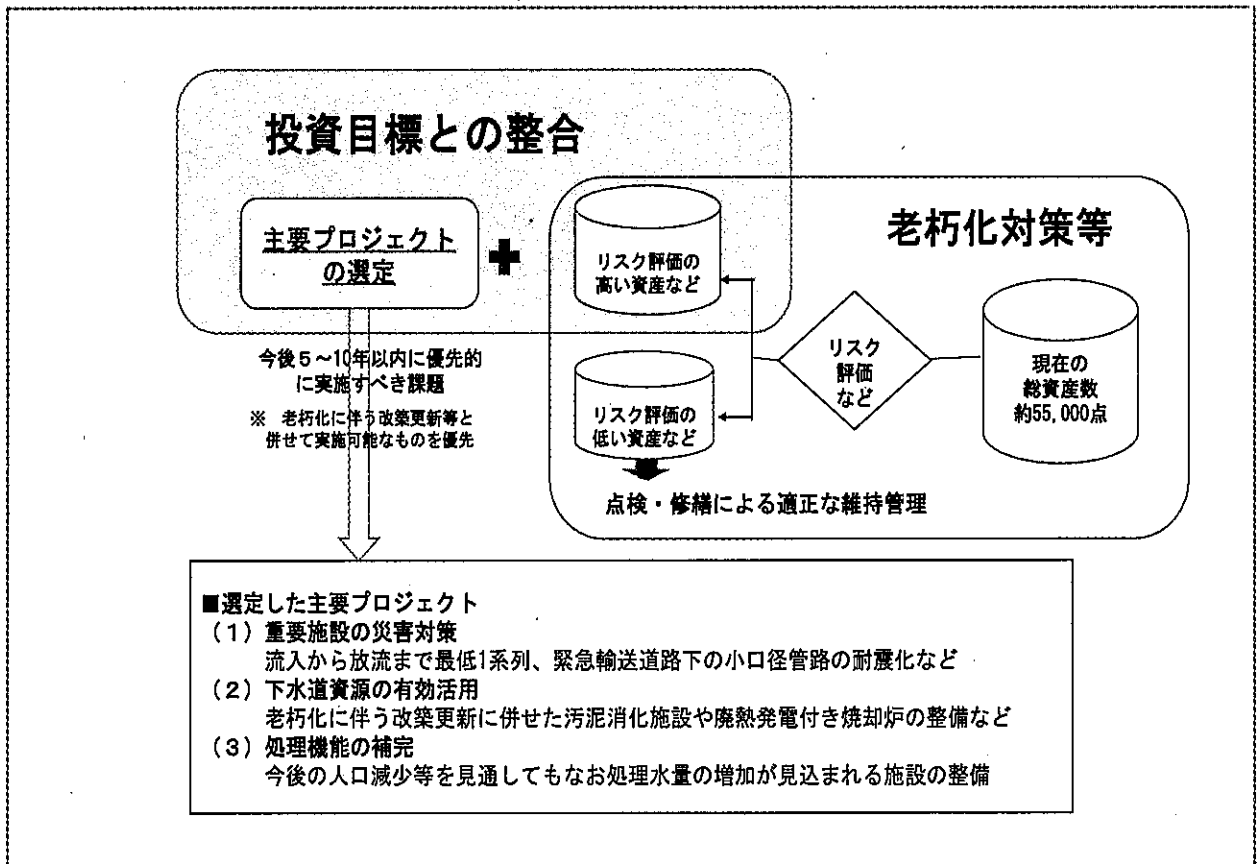 投資目標との整合
主要プロジェクト
の選定
リスク評価の
高い資産など
老朽化対策等
リスク
評価
など
現在の
総資産数
約55,000点
今後5~10年以内に優先的
に実施すべき課題
※ 老朽化に伴う改築更新等と
併せて実施可能なものを優先
リスク評価の
低い資産など
点検・修繕による適正な維持管理
■選定した主要プロジェクト
(1)重要施設の災害対策
流入から放流まで最低1系列、緊急輸送道路下の小口径管路の耐震化など
(2)下水道資源の有効活用
老朽化に伴う改築更新に併せた汚泥消化施設や廃熱発電付き焼却炉の整備など
(3)処理機能の補完
今後の人口減少等を見通してもなお処理水量の増加が見込まれる施設の整備